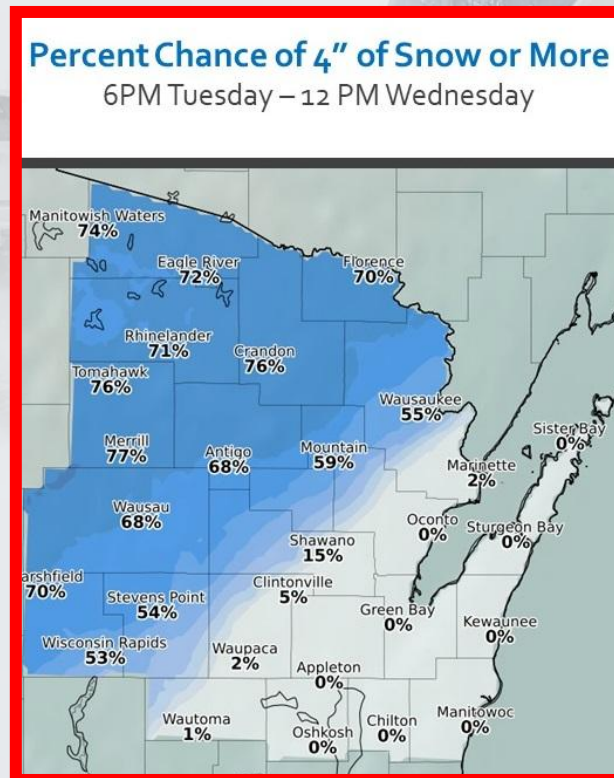 Percent Chance of 4" of Snow or More
6PM Tuesday – 12 PM Wednesday
Manitowish Waters
74%
Eagle River
72%
Florence
70%
Rhinelander
71%
Crandon
76%
Tomahawk
76%
Wausaukee
55%
Sister Bay
0%
Merrill
77%
Antigo
68%
Mountain
59%
Marinette
2%
Wausau
68%
Oconto
0%
Sturgeon Bay
0%
Shawano
15%
arshfield
70%
Stevens Point
54%
Clintonville
5%
Green Bay
0%
Kewaunee
0%
Wisconsin Rapids
53%
Waupaca
2%
Appleton
0%
Wautoma
1%
Oshkosh
0%
Chilton
0%
Manitowoc
0%